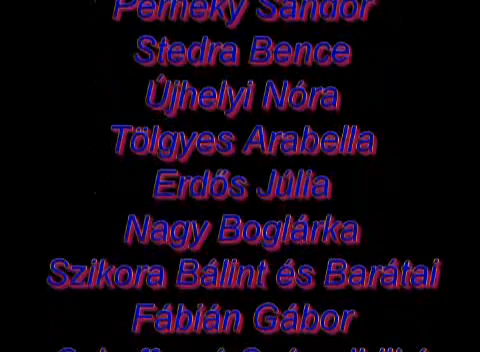 Perneky Sándor
Stedra Bence
Újhelyi Nóra
Tölgyes Arabella
Erdős Júlia
Nagy Boglárka
Szikora Bálint és Barátai
Fábián Gábor